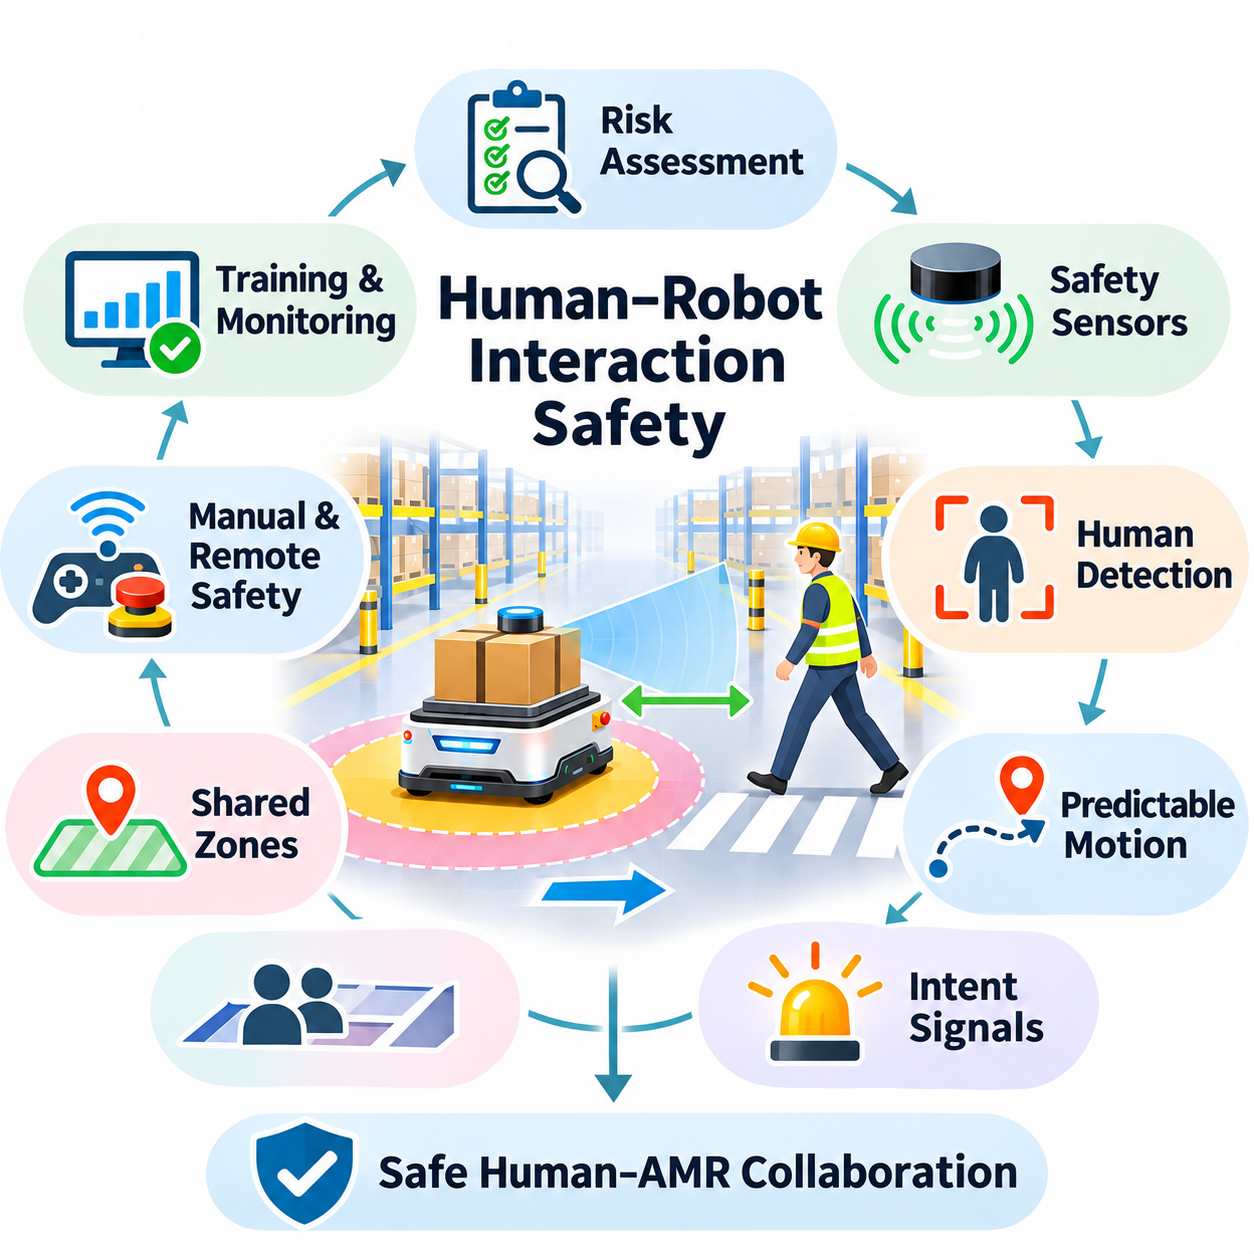 Risk
Assessment
Training &
Monitoring
Human–Robot
Interaction
Safety
Safety
Sensors
Manual &
Remote
Safety
Human
Detection
Shared
Zones
Predictable
Motion
Intent
Signals
Safe Human–AMR Collaboration